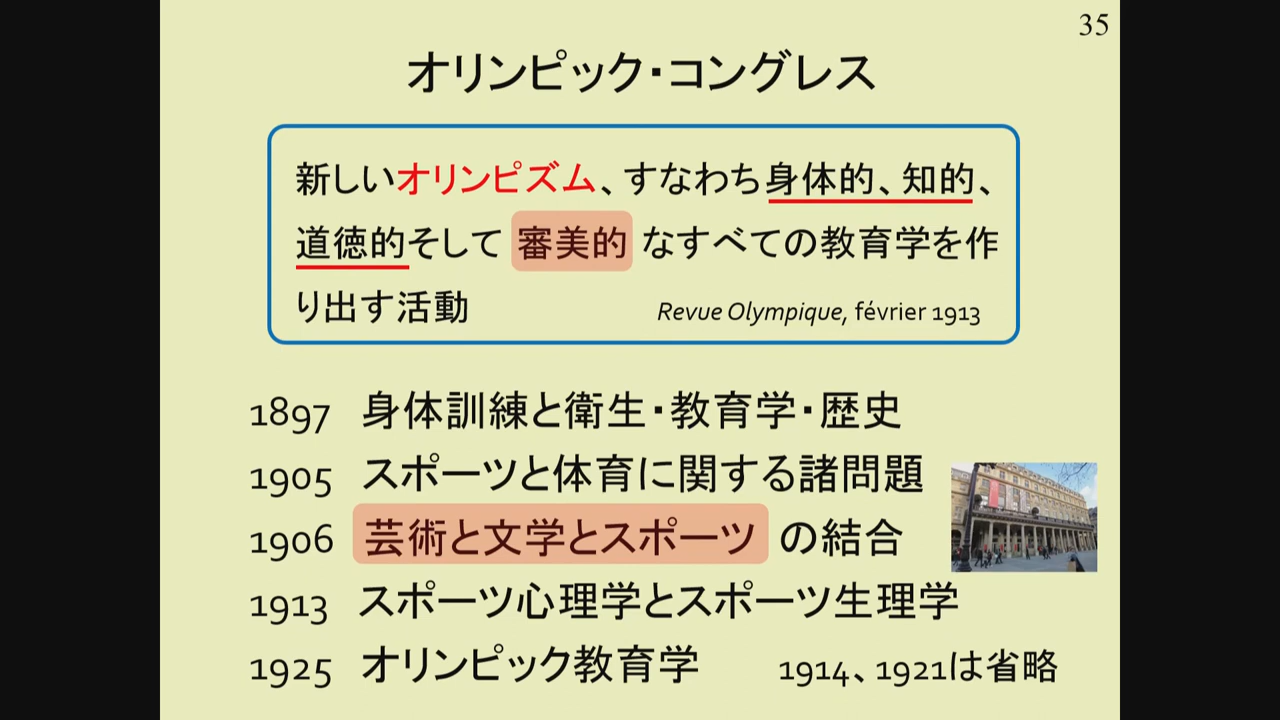 35
オリンピック・コングレス
新しいオリンピズム、すなわち身体的、知的、
道徳的そして 審美的 なすべての教育学を作
り出す活動 Revue Olympique, février 1913
1897 身体訓練と衛生・教育学・歴史
1905 スポーツと体育に関する諸問題
1906 芸術と文学とスポーツ の結合
1913 スポーツ心理学とスポーツ生理学
1925 オリンピック教育学 1914、1921は省略